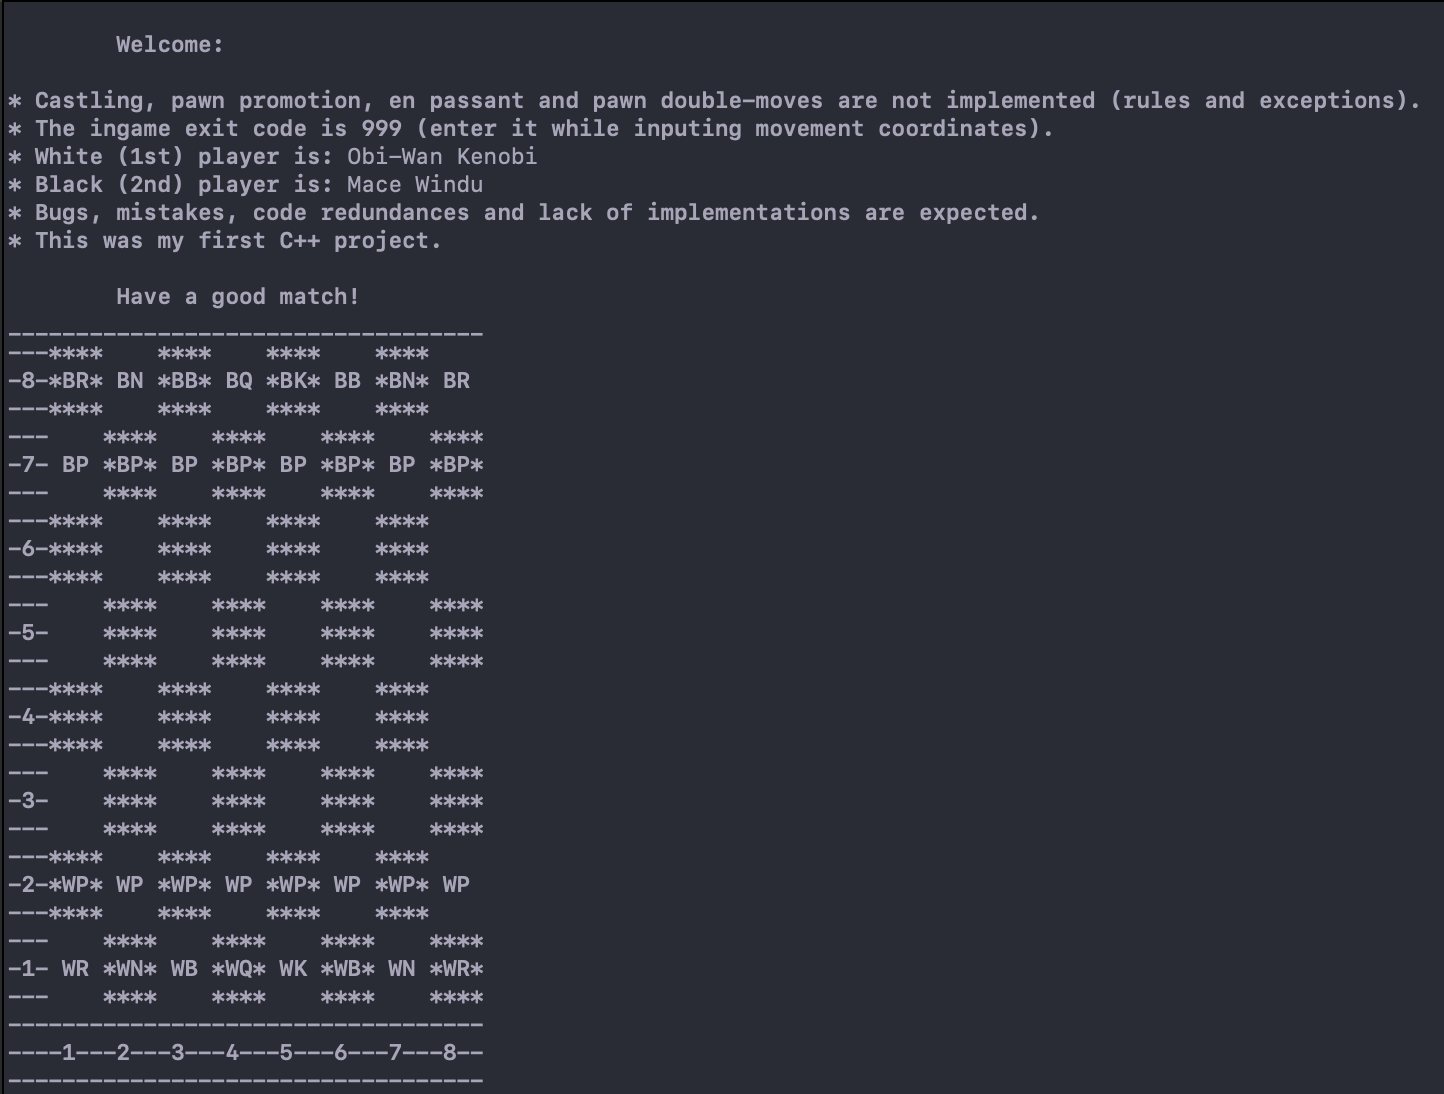 Welcome:
* Castling, pawn promotion, en passant and pawn double-moves are not implemented (rules and exceptions).
* The ingame exit code is 999 (enter it while inputing movement coordinates).
* White (1st) player is: Obi-Wan Kenobi
* Black (2nd) player is: Mace Windu
* Bugs, mistakes, code redundances and lack of implementations are expected.
* This was my first C++ project.
        Have a good match!
-----------------------------------
---****    ****    ****    ****
-8-*BR* BN *BB* BQ *BK* BB *BN* BR
---****    ****    ****    ****
---    ****    ****    ****    ****
-7- BP *BP* BP *BP* BP *BP* BP *BP*
---    ****    ****    ****    ****
---****    ****    ****    ****
-6-****    ****    ****    ****
---****    ****    ****    ****
---    ****    ****    ****    ****
-5-    ****    ****    ****    ****
---    ****    ****    ****    ****
---****    ****    ****    ****
-4-****    ****    ****    ****
---****    ****    ****    ****
---    ****    ****    ****    ****
-3-    ****    ****    ****    ****
---    ****    ****    ****    ****
---****    ****    ****    ****
-2-*WP* WP *WP* WP *WP* WP *WP* WP
---****    ****    ****    ****
---    ****    ****    ****    ****
-1- WR *WN* WB *WQ* WK *WB* WN *WR*
---    ****    ****    ****    ****
-----------------------------------
----1---2---3---4---5---6---7---8--
-----------------------------------